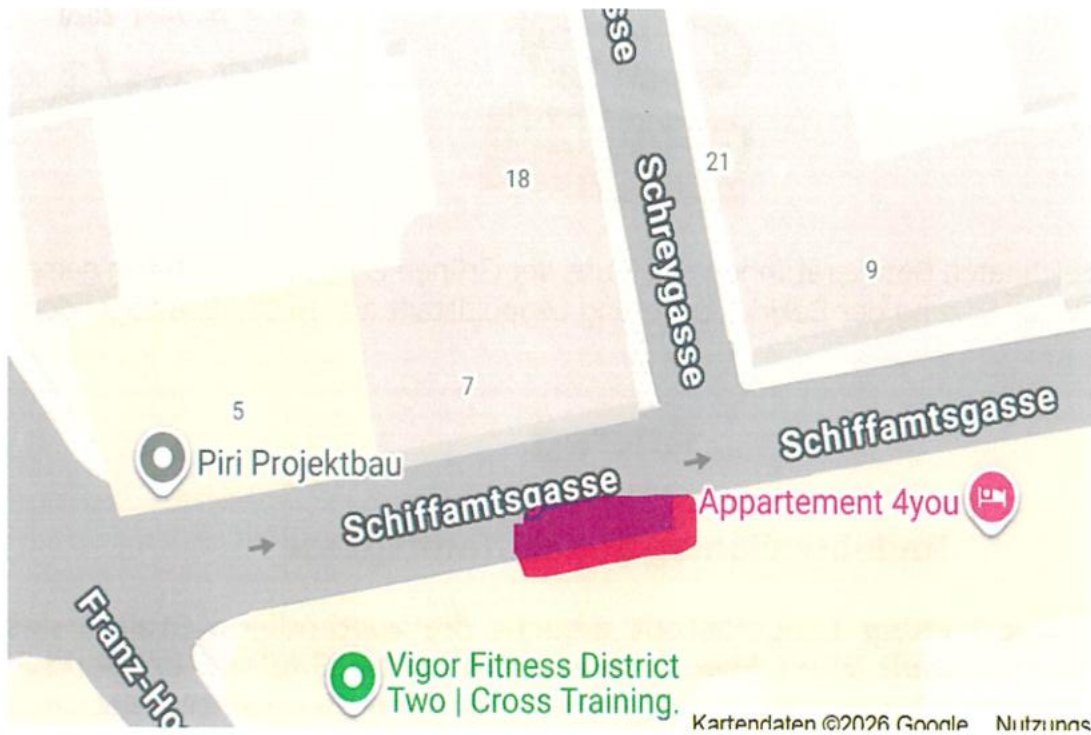 sse
18
Schreygasse
21
9
7
5
Piri Projektbau
Schiffamtsgasse
Schiffamtsgasse
Appartement 4you
Franz-Ho
Vigor Fitness District
Two | Cross Training.
Kartendaten ©2026 Google Nutzungs